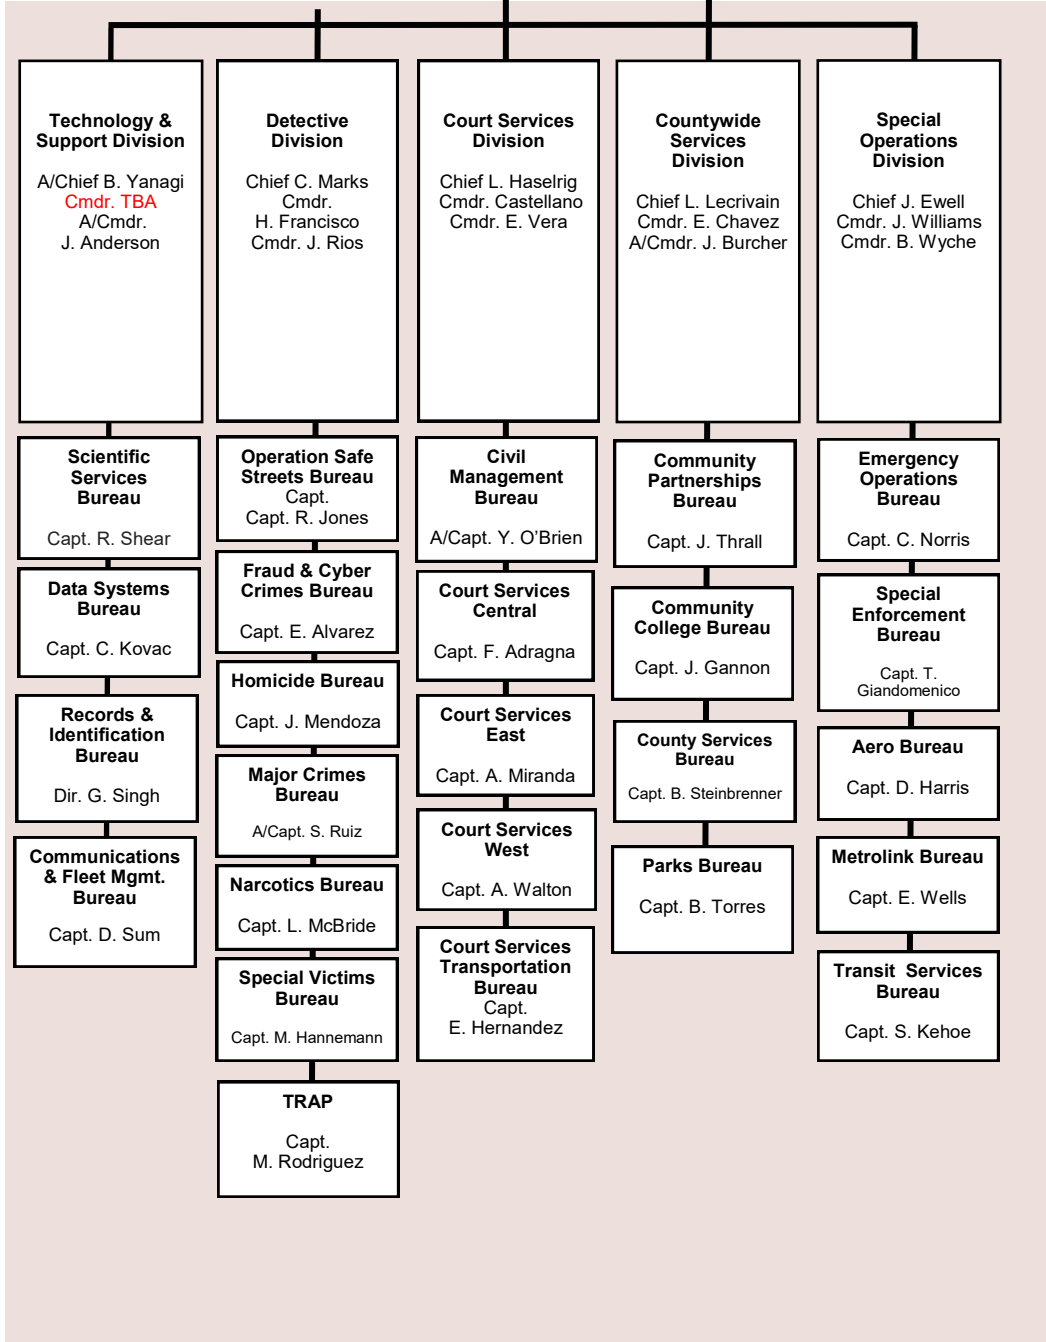 Technology &
Support Division
A/Chief B. Yanagi
Cmdr. TBA
A/Cmdr.
J. Anderson
Scientific
Services
Bureau
Capt. R. Shear
Data Systems
Bureau
Capt. C. Kovac
Records &
Identification
Bureau
Dir. G. Singh
Communications
& Fleet Mgmt.
Bureau
Capt. D. Sum
Detective
Division
Chief C. Marks
Cmdr.
H. Francisco
Cmdr. J. Rios
Operation Safe
Streets Bureau
Capt.
Capt. R. Jones
Fraud & Cyber
Crimes Bureau
Capt. E. Alvarez
Homicide Bureau
Capt. J. Mendoza
Major Crimes
Bureau
A/Capt. S. Ruiz
Narcotics Bureau
Capt. L. McBride
Special Victims
Bureau
Capt. M. Hannemann
TRAP
Capt.
M. Rodriguez
Court Services
Division
Chief L. Haselrig
Cmdr. Castellano
Cmdr. E. Vera
Civil
Management
Bureau
A/Capt. Y. O’Brien
Court Services
Central
Capt. F. Adragna
Court Services
East
Capt. A. Miranda
Court Services
West
Capt. A. Walton
Court Services
Transportation
Bureau
Capt.
E. Hernandez
Countywide
Services
Division
Chief L. Lecrivain
Cmdr. E. Chavez
A/Cmdr. J. Burcher
Community
Partnerships
Bureau
Capt. J. Thrall
Community
College Bureau
Capt. J. Gannon
County Services
Bureau
Capt. B. Steinbrenner
Parks Bureau
Capt. B. Torres
Special
Operations
Division
Chief J. Ewell
Cmdr. J. Williams
Cmdr. B. Wyche
Emergency
Operations
Bureau
Capt. C. Norris
Special
Enforcement
Bureau
Capt. T.
Giandomenico
Aero Bureau
Capt. D. Harris
Metrolink Bureau
Capt. E. Wells
Transit  Services
Bureau
Capt. S. Kehoe